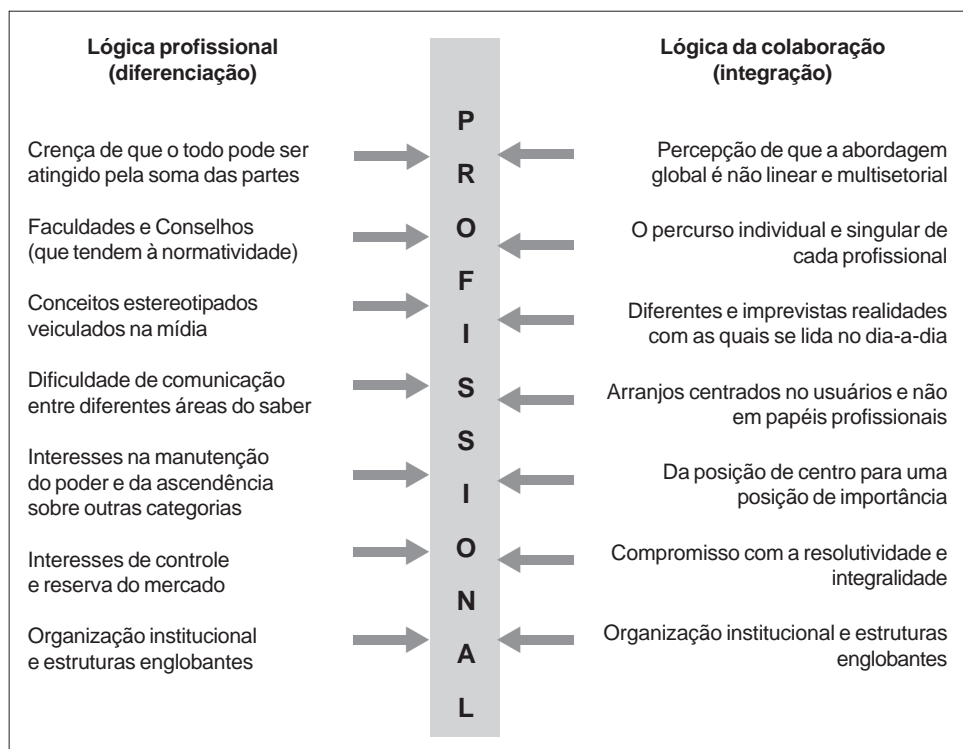 Lógica profissional
(diferenciação)
Crença de que o todo pode ser
atingido pela soma das partes
Faculdades e Conselhos
(que tendem à normatividade)
Conceitos estereotipados
veiculados na mídia
Dificuldade de comunicação
entre diferentes áreas do saber
Interesses na manutenção
do poder e da ascendência
sobre outras categorias
Interesses de controle
e reserva do mercado
Organização institucional
e estruturas englobantes
P
R
O
F
I
S
S
I
O
N
A
L
Lógica da colaboração
(integração)
Percepção de que a abordagem
global é não linear e multisetorial
O percurso individual e singular de
cada profissional
Diferentes e imprevistas realidades
com as quais se lida no dia-a-dia
Arranjos centrados no usuários e não
em papéis profissionais
Da posição de centro para uma
posição de importância
Compromisso com a resolutividade e
integralidade
Organização institucional e estruturas
englobantes